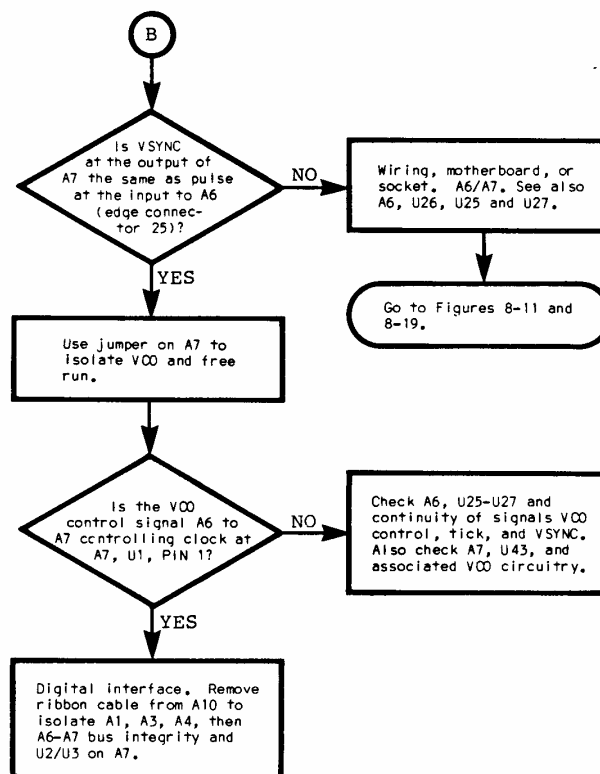 B
Is VSYNC
at the output of
A7 the same as pulse
at the input to A6
(edge connec-
tor 25)?
NO
Wiring, motherboard, or
socket. A6/A7. See also
A6, U26, U25 and U27.
YES
Go to Figures 8-11 and
8-19.
Use jumper on A7 to
isolate VCO and free
run.
Is the VCO
control signal A6 to
A7 ccntrolling clock at
A7, U1, PIN 1?
NO
Check A6, U25-U27 and
continuity of signals VCO
control, tick, and VSYNC.
Also check A7, U43, and
associated VCO circuitry.
YES
Digital interface. Remove
ribbon cable from A10 to
isolate A1, A3, A4, then
A6-A7 bus integrity and
U2/U3 on A7.